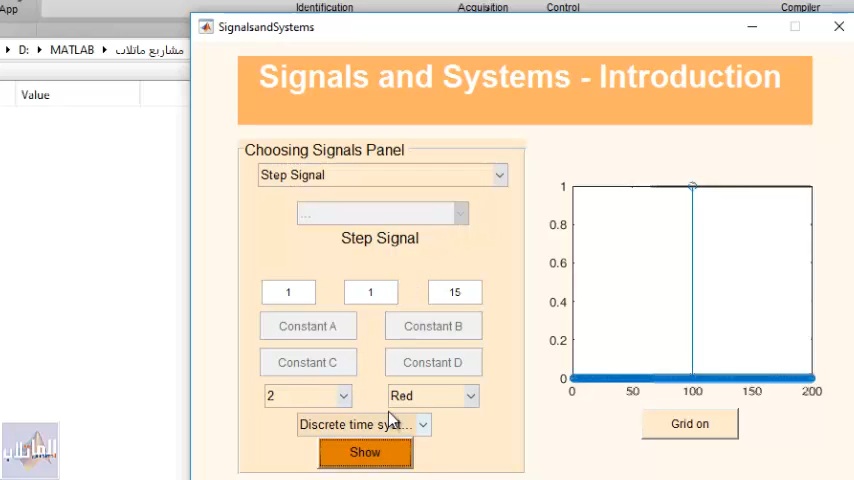 App
Identification
Acquisition
Control
Compiler
D:
MATLAB
مشاريع ماتلاب
Value
SignalsandSystems
Signals and Systems - Introduction
Choosing Signals Panel
Step Signal
...
Step Signal
1
1
15
Constant A
Constant B
Constant C
Constant D
2
Red
Discrete time syst...
Show
1
0.8
0.6
0.4
0.2
0
0
50
100
150
200
Grid on
الماتلاب